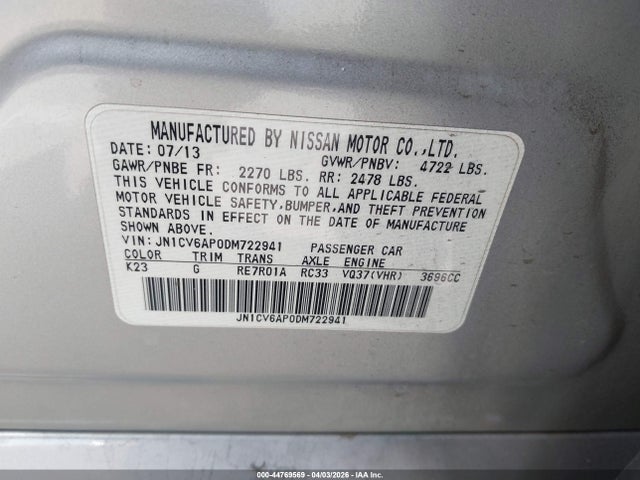 MANUFACTURED BY NISSAN MOTOR CO.,LTD.
DATE: 07/13 GVWR/PNBV: 4722 LBS.
GAWR/PNBE FR: 2270 LBS. RR: 2478 LBS.
THIS VEHICLE CONFORMS TO ALL APPLICABLE FEDERAL
MOTOR VEHICLE SAFETY,BUMPER,AND THEFT PREVENTION
STANDARDS IN EFFECT ON THE DATE OF MANUFACTURE
SHOWN ABOVE.
VIN: JN1CV6AP0DM722941 PASSENGER CAR
COLOR TRIM TRANS AXLE ENGINE
K23 G RE7R01A RC33 VQ37(VHR) 3696CC
JN1CV6AP0DM722941
000-44769569 - 04/03/2026 - IAA Inc.